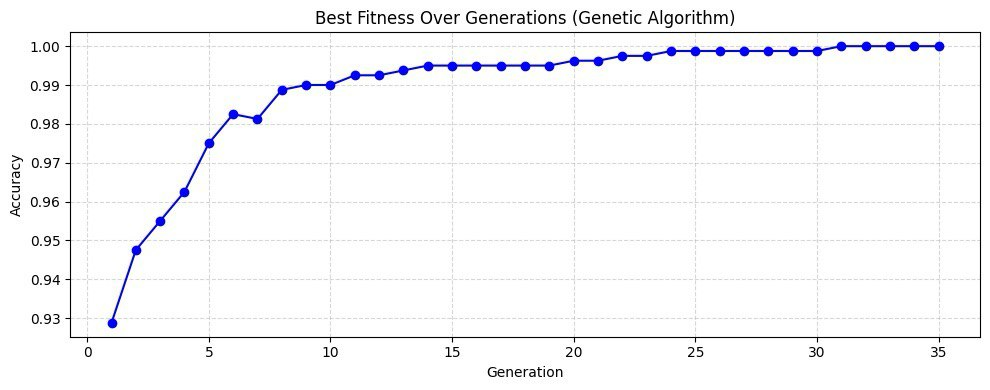 Best Fitness Over Generations (Genetic Algorithm)
1.00
0.99
0.98
0.97
0.96
0.95
0.94
0.93
Accuracy
0 5 10 15 20 25 30 35
Generation